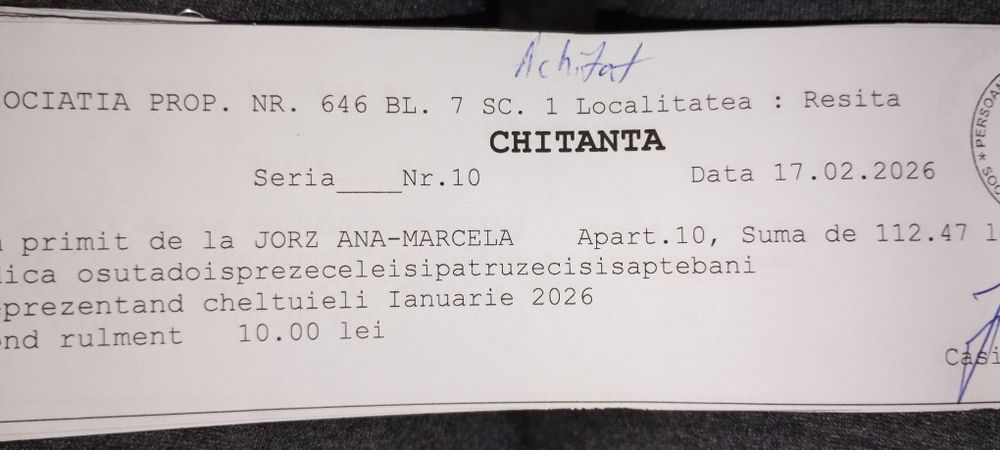 Achitat
OCIATIA PROP. NR. 646 BL. 7 SC. 1 Localitatea : Resita
CHITANTA
Seria____Nr.10 Data 17.02.2026
primit de la JORZ ANA-MARCELA Apart.10, Suma de 112.47 l
ica osutadoisprezeceleisipatruzecisisaptebani
prezentand cheltuieli Ianuarie 2026
ond rulment 10.00 lei
Casi
* PERSOAN